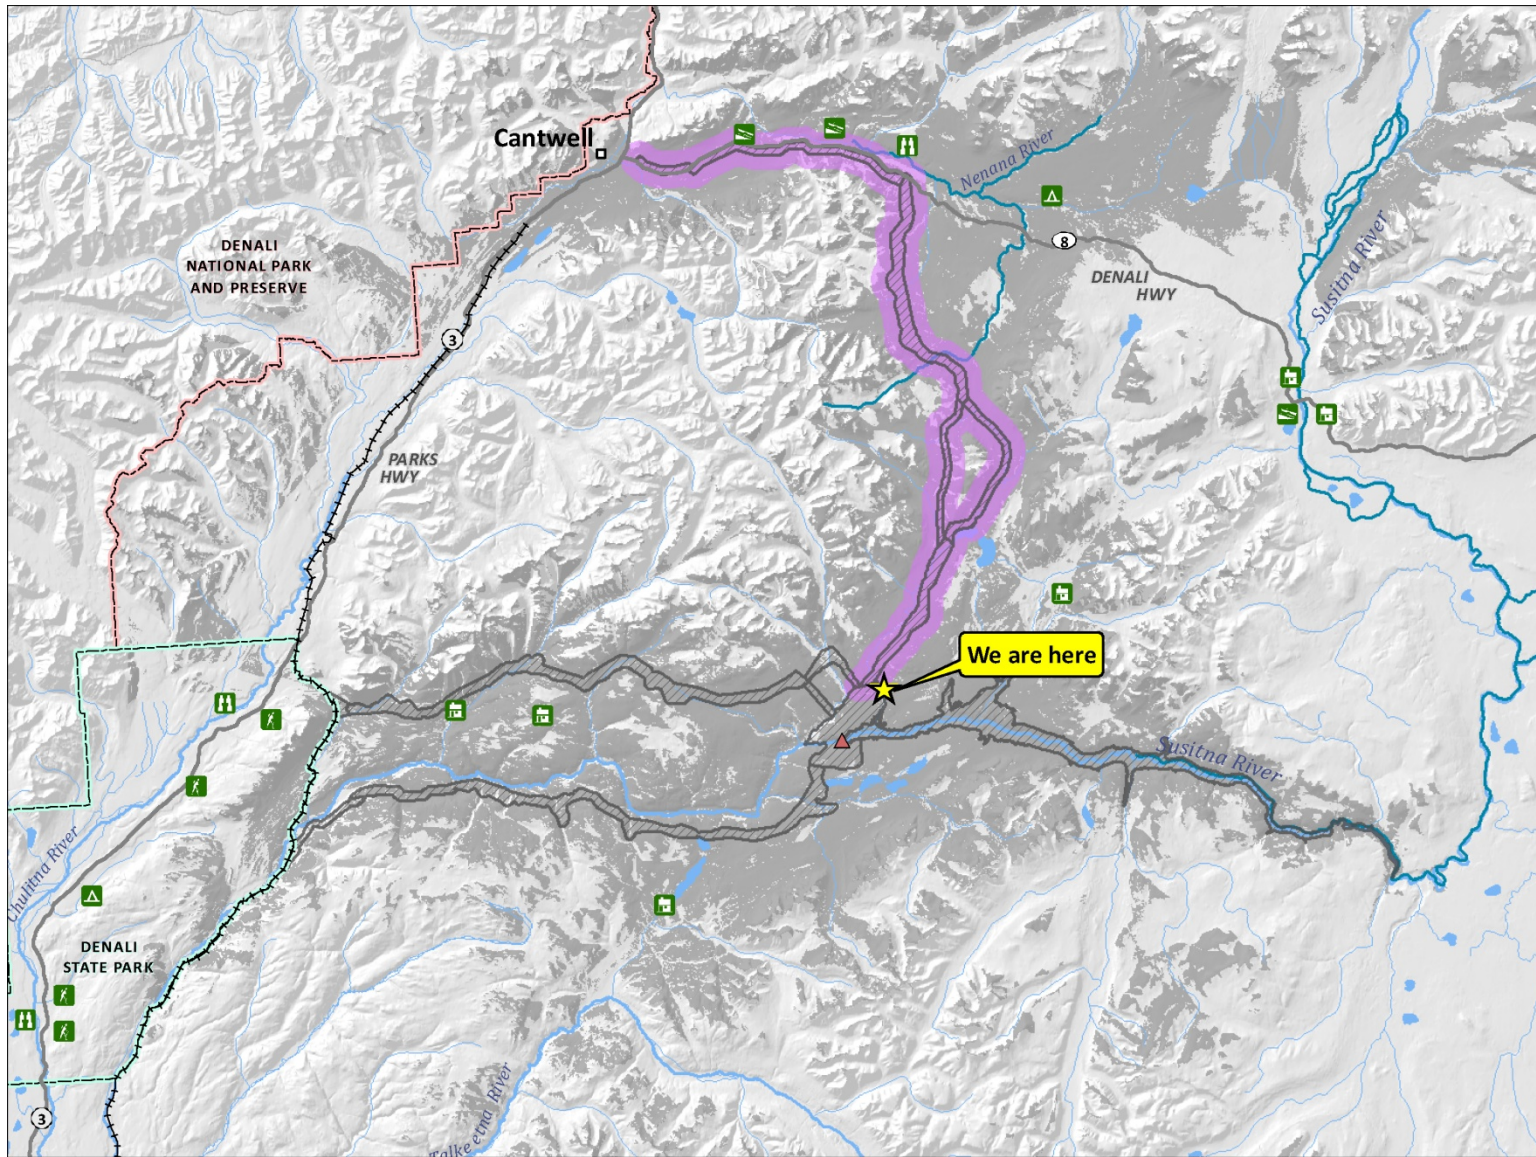 Cantwell
Nenana River
8
DENALI
HWY
Susitna River
DENALI
NATIONAL PARK
AND PRESERVE
3
PARKS
HWY
We are here
Susitna River
Chulitna River
DENALI
STATE PARK
3
Talkeetna River